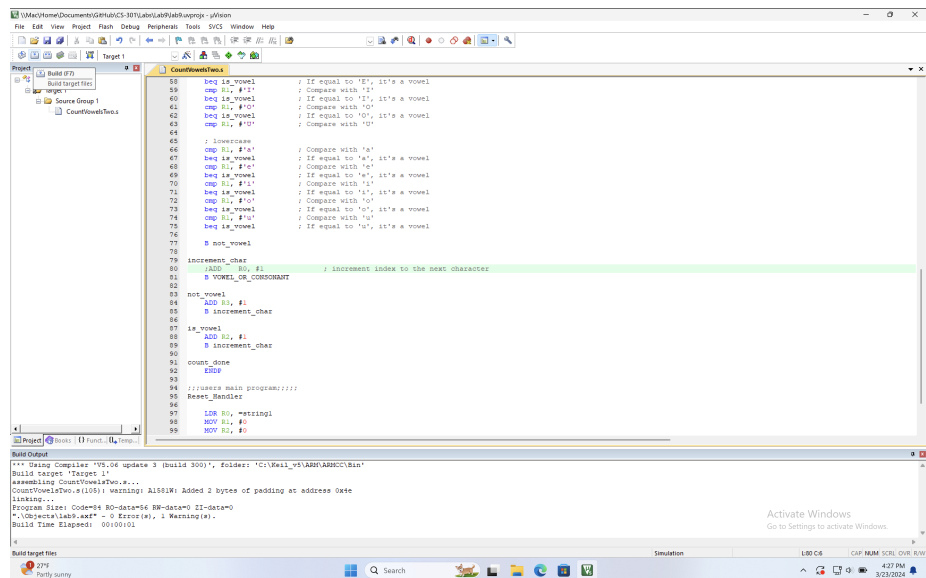 \\Mac\Home\Documents\GitHub\CS-301\Labs\Lab9\lab9.uvprojx - µVision
File Edit View Project Flash Debug Peripherals Tools SVCS Window Help
Target 1
Project
Build (F7)
Build target files
Target 1
Source Group 1
CountVowelsTwo.s
CountVowelsTwo.s
58 beq is_vowel ; If equal to 'E', it's a vowel
59 cmp R1, #'I' ; Compare with 'I'
60 beq is_vowel ; If equal to 'I', it's a vowel
61 cmp R1, #'O' ; Compare with 'O'
62 beq is_vowel ; If equal to 'O', it's a vowel
63 cmp R1, #'U' ; Compare with 'U'
64
65 ; lowercase
66 cmp R1, #'a' ; Compare with 'a'
67 beq is_vowel ; If equal to 'a', it's a vowel
68 cmp R1, #'e' ; Compare with 'e'
69 beq is_vowel ; If equal to 'e', it's a vowel
70 cmp R1, #'i' ; Compare with 'i'
71 beq is_vowel ; If equal to 'i', it's a vowel
72 cmp R1, #'o' ; Compare with 'o'
73 beq is_vowel ; If equal to 'o', it's a vowel
74 cmp R1, #'u' ; Compare with 'u'
75 beq is_vowel ; If equal to 'u', it's a vowel
76
77 B not_vowel
78
79 increment_char
80 ;ADD R0, #1 ; increment index to the next character
81 B VOWEL_OR_CONSONANT
82
83 not_vowel
84 ADD R3, #1
85 B increment_char
86
87 is_vowel
88 ADD R2, #1
89 B increment_char
90
91 count_done
92 ENDP
93
94 ;;;users main program;;;;;
95 Reset_Handler
96
97 LDR R0, =string1
98 MOV R1, #0
99 MOV R2, #0
Project Books Funct... Temp...
Build Output
*** Using Compiler 'V5.06 update 3 (build 300)', folder: 'C:\Keil_v5\ARM\ARMCC\Bin'
Build target 'Target 1'
assembling CountVowelsTwo.s...
CountVowelsTwo.s(105): warning: A1581W: Added 2 bytes of padding at address 0x4e
linking...
Program Size: Code=84 RO-data=56 RW-data=0 ZI-data=0
".\Objects\lab9.axf" - 0 Error(s), 1 Warning(s).
Build Time Elapsed: 00:00:01
Activate Windows
Go to Settings to activate Windows.
Build target files Simulation L:80 C:6 CAP NUM SCRL OVR R/W
27°F
Partly sunny
Search
4:27 PM
3/23/2024